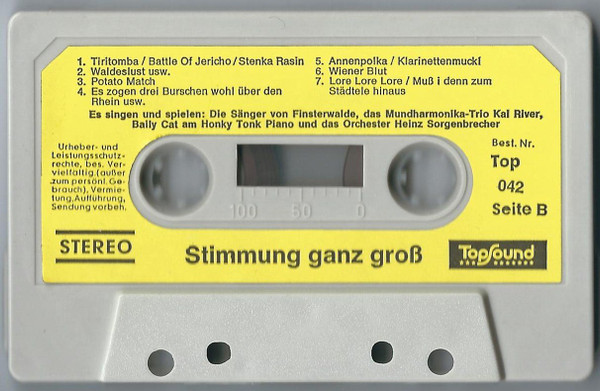 1. Tiritomba / Battle Of Jericho / Stenka Rasin
2. Waldeslust usw.
3. Potato Match
4. Es zogen drei Burschen wohl über den
Rhein usw.
5. Annenpolka / Klarinettenmuckl
6. Wiener Blut
7. Lore Lore Lore / Muß i denn zum
Städtele hinaus
Es singen und spielen: Die Sänger von Finsterwalde, das Mundharmonika-Trio Kai River,
Bally Cat am Honky Tonk Piano und das Orchester Heinz Sorgenbrecher
Urheber- und
Leistungsschutz-
rechte, bes. Ver-
vielfältig.(außer
zum persönl. Ge-
brauch), Vermie-
tung, Aufführung,
Sendung vorbeh.
Best. Nr.
Top
042
Seite B
100 50 0
STEREO
Stimmung ganz groß
TopSound